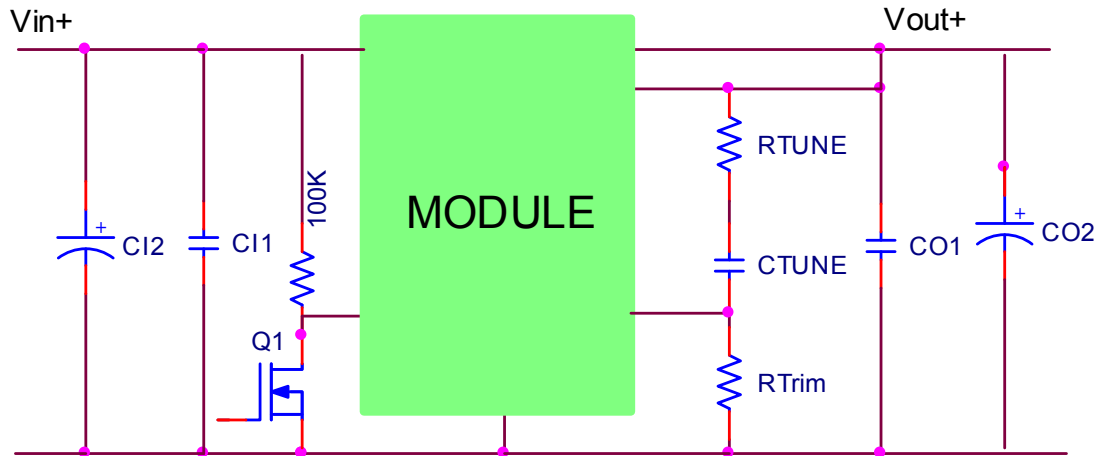 Vin+
Vout+
RTUNE
100K
MODULE
CI2
CI1
CTUNE
CO1
CO2
Q1
RTrim
+
+